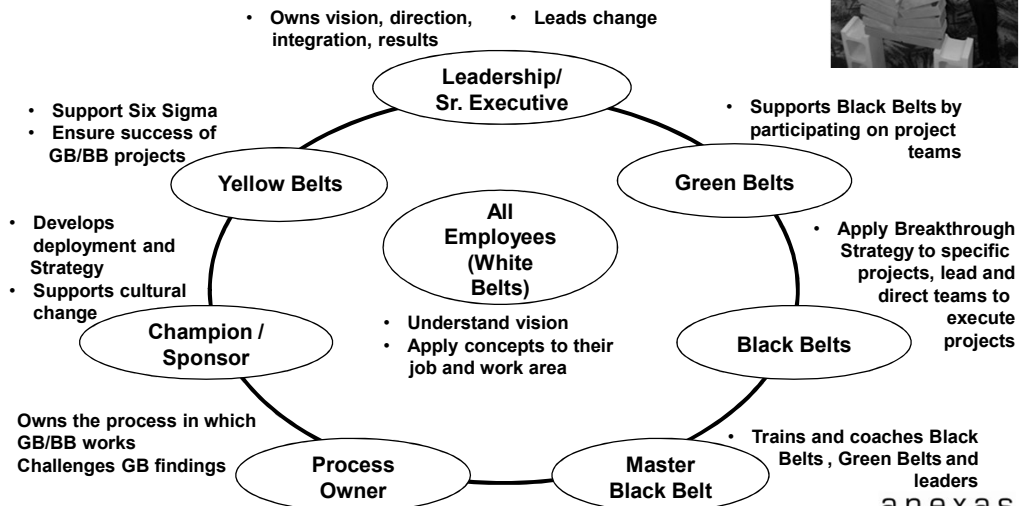 • Owns vision, direction,
integration, results
• Leads change
Leadership/
Sr. Executive
• Support Six Sigma
• Ensure success of
GB/BB projects
• Supports Black Belts by
participating on project
teams
Yellow Belts
Green Belts
All
Employees
(White
Belts)
• Develops
deployment and
Strategy
• Supports cultural
change
• Apply Breakthrough
Strategy to specific
projects, lead and
direct teams to
execute
projects
• Understand vision
• Apply concepts to their
job and work area
Champion /
Sponsor
Black Belts
Owns the process in which
GB/BB works
Challenges GB findings
• Trains and coaches Black
Belts , Green Belts and
leaders
Process
Owner
Master
Black Belt
anexas